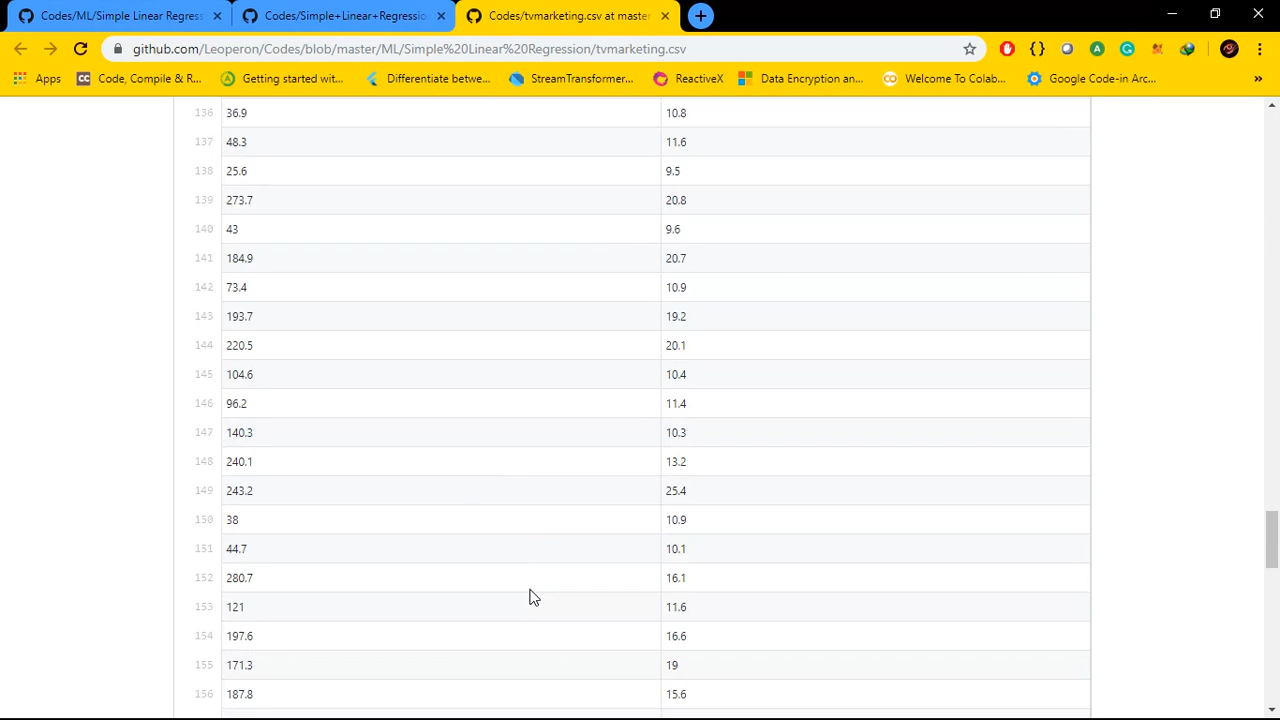 Codes/ML/Simple Linear Regress
Codes/Simple+Linear+Regressio
Codes/tvmarketing.csv at master
github.com/Leoperon/Codes/blob/master/ML/Simple%20Linear%20Regression/tvmarketing.csv
Apps
Code, Compile & R...
Getting started wit...
Differentiate betwe...
StreamTransformer...
ReactiveX
Data Encryption an...
Welcome To Colab...
Google Code-in Arc...
136 36.9 10.8
137 48.3 11.6
138 25.6 9.5
139 273.7 20.8
140 43 9.6
141 184.9 20.7
142 73.4 10.9
143 193.7 19.2
144 220.5 20.1
145 104.6 10.4
146 96.2 11.4
147 140.3 10.3
148 240.1 13.2
149 243.2 25.4
150 38 10.9
151 44.7 10.1
152 280.7 16.1
153 121 11.6
154 197.6 16.6
155 171.3 19
156 187.8 15.6